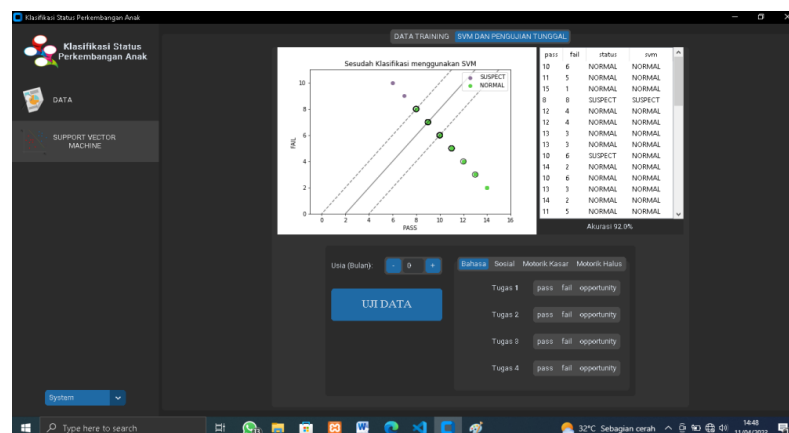 Klasifikasi Status Perkembangan Anak
DATA TRAINING SVM DAN PENGUJIAN TUNGGAL
Klasifikasi Status
Perkembangan Anak
DATA
SUPPORT VECTOR
MACHINE
System
Sesudah Klasifikasi menggunakan SVM
SUSPECT
NORMAL
FAIL
10
8
6
4
2
0
0 2 4 6 8 10 12 14 16
PASS
pass fail status svm
10 6 NORMAL NORMAL
11 5 NORMAL NORMAL
15 1 NORMAL NORMAL
8 8 SUSPECT SUSPECT
12 4 NORMAL NORMAL
12 4 NORMAL NORMAL
13 3 NORMAL NORMAL
13 3 NORMAL NORMAL
10 6 SUSPECT NORMAL
14 2 NORMAL NORMAL
10 6 NORMAL NORMAL
13 3 NORMAL NORMAL
14 2 NORMAL NORMAL
11 5 NORMAL NORMAL
Akurasi 92.0%
Usia (Bulan): - 0 +
UJI DATA
Bahasa Sosial Motorik Kasar Motorik Halus
Tugas 1 pass fail opportunity
Tugas 2 pass fail opportunity
Tugas 3 pass fail opportunity
Tugas 4 pass fail opportunity
Type here to search
32°C Sebagian cerah
14:48
11/04/2023